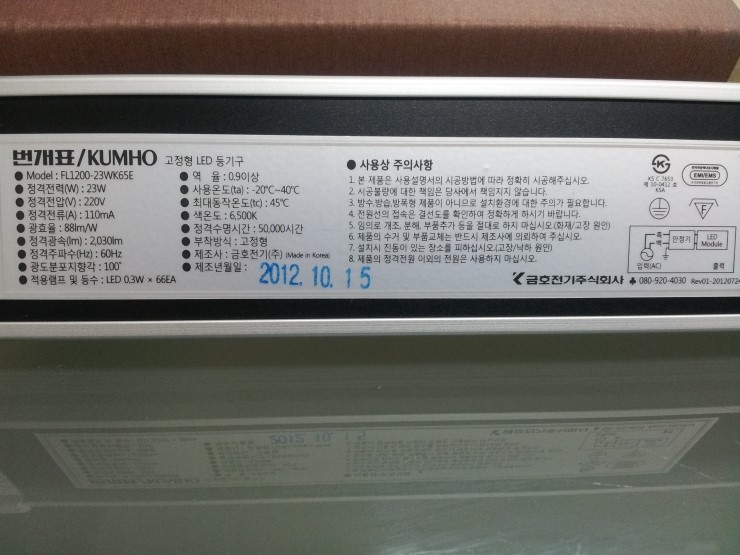 번개표/KUMHO 고정형 LED 등기구
● Model : FL1200-23WK65E
● 정격전력(W) : 23W
● 정격전압(V) : 220V
● 정격전류(A) : 110mA
● 광효율 : 88lm/W
● 정격광속(lm) : 2,030lm
● 정격주파수(Hz) : 60Hz
● 광도분포지향각 : 100˚
● 적용램프 및 등수 : LED 0.3W × 66EA
● 역 율 : 0.9이상
● 사용온도(ta) : -20℃~40℃
● 최대동작온도(tc) : 45℃
● 색온도 : 6,500K
● 정격수명시간 : 50,000시간
● 부착방식 : 고정형
● 제조사 : 금호전기(주) (Made in Korea)
● 제조년월일 : 2012. 10. 15
● 사용상 주의사항
1. 본 제품은 사용설명서의 시공방법에 따라 정확히 시공해주십시오.
2. 시공불량에 대한 책임은 당사에서 책임지지 않습니다.
3. 방수,방습,방폭형 제품이 아니므로 설치환경에 대한 주의가 필요합니다.
4. 전원선의 접속은 결선도를 확인하여 정확하게 하시기 바랍니다.
5. 임의로 개조, 분해, 부품추가 등을 절대로 하지 마십시오.(화재/고장 원인)
6. 제품의 수거 및 부품교체는 반드시 제조사에 의뢰하여 주십시오.
7. 설치시 진동이 있는 장소를 피하십시오.(고장/낙하 원인)
8. 제품의 정격전원 이외의 전원은 사용하지 마십시오.
금호전기주식회사 ♣ 080-920-4030 Rev01-2012072
KS C 7653
제 10-0412 호
KSA
EMI/EMS
F
흑
백
안정기
LED
Module
입력(AC)
출력